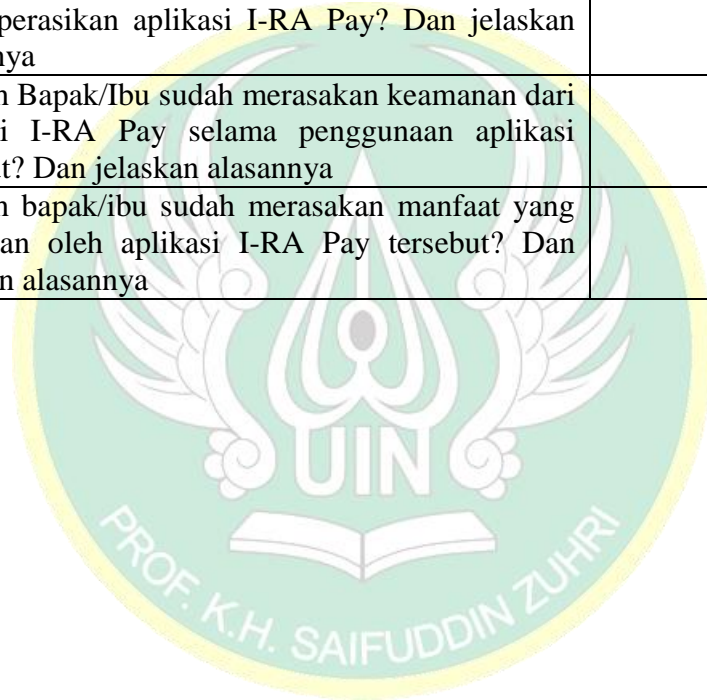 perasikan aplikasi I-RA Pay? Dan jelaskan
nya
n Bapak/Ibu sudah merasakan keamanan dari
i I-RA Pay selama penggunaan aplikasi
t? Dan jelaskan alasannya
n bapak/ibu sudah merasakan manfaat yang
an oleh aplikasi I-RA Pay tersebut? Dan
n alasannya
UIN
PROF. K.H. SAIFUDDIN ZUHRI